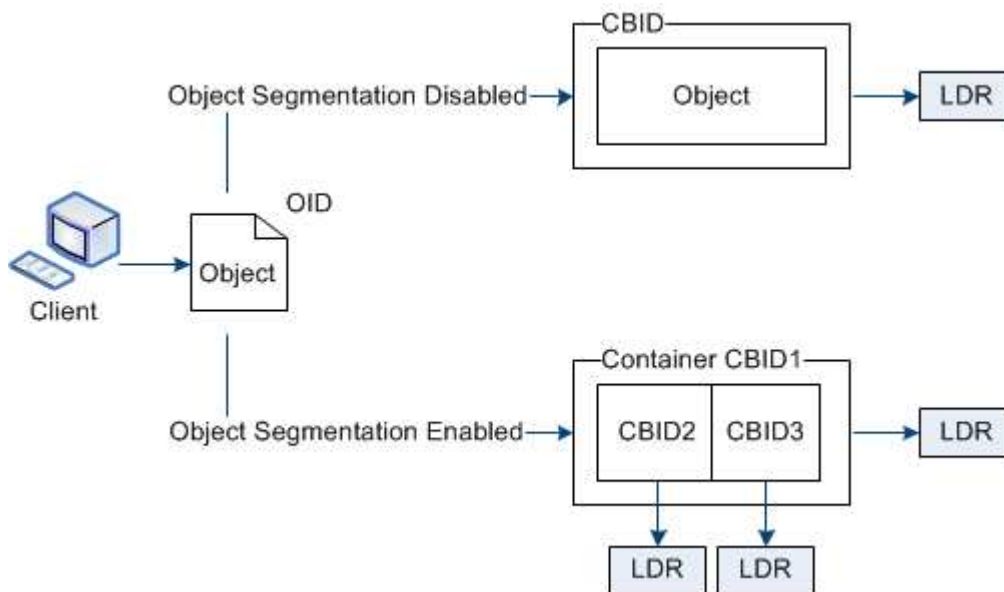 CBID
Object Segmentation Disabled
Object
LDR
OID
Object
Client
Container CBID1
Object Segmentation Enabled
CBID2
CBID3
LDR
LDR
LDR